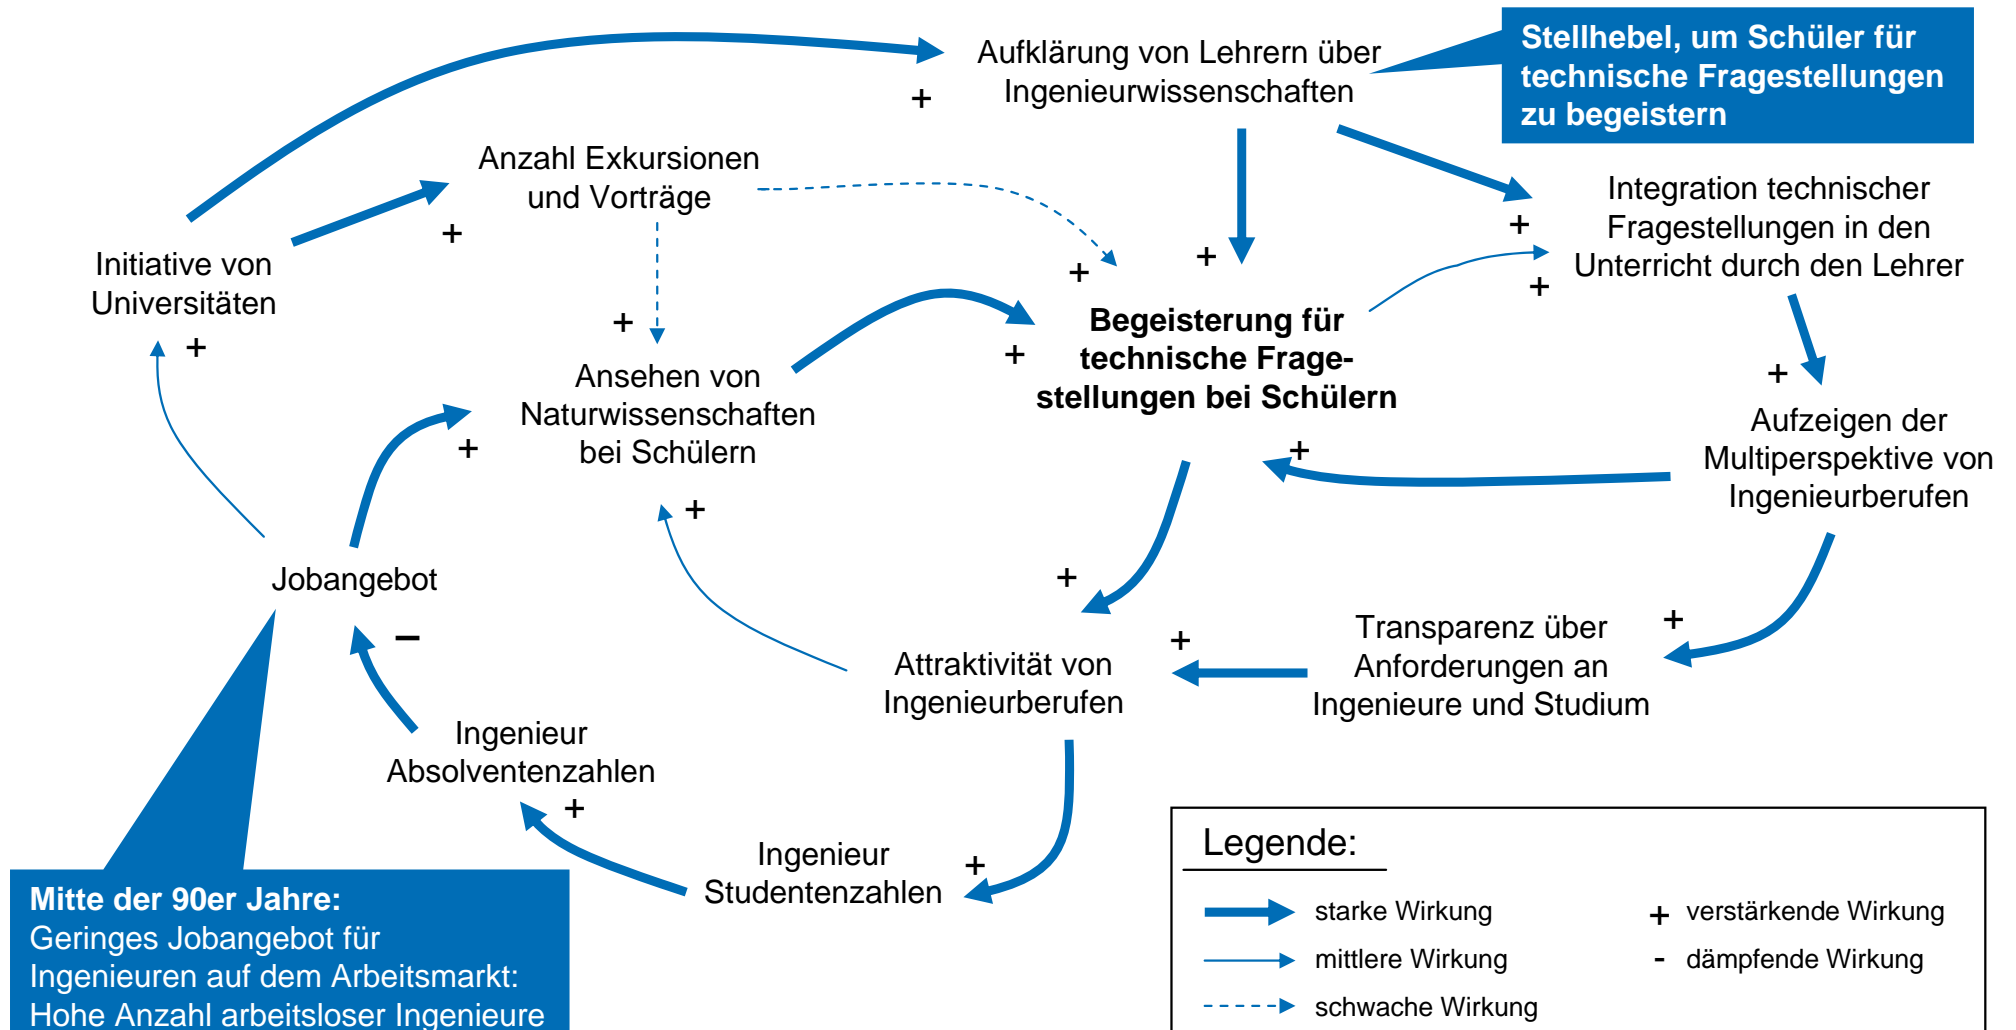 Aufklärung von Lehrern über
Ingenieurwissenschaften
+
Stellhebel, um Schüler für
technische Fragestellungen
zu begeistern
Anzahl Exkursionen
und Vorträge
+
Integration technischer
Fragestellungen in den
Unterricht durch den Lehrer
+
+
Initiative von
Universitäten
+
+
+
Begeisterung für
technische Frage-
stellungen bei Schülern
+
+
+
Ansehen von
Naturwissenschaften
bei Schülern
+
+
+
Aufzeigen der
Multiperspektive von
Ingenieurberufen
+
Jobangebot
–
Transparenz über
Anforderungen an
Ingenieure und Studium
+
Attraktivität von
Ingenieurberufen
+
+
Ingenieur
Absolventenzahlen
+
Ingenieur
Studentenzahlen
+
Mitte der 90er Jahre:
Geringes Jobangebot für
Ingenieuren auf dem Arbeitsmarkt:
Hohe Anzahl arbeitsloser Ingenieure
Legende:
starke Wirkung
+ verstärkende Wirkung
mittlere Wirkung
- dämpfende Wirkung
schwache Wirkung